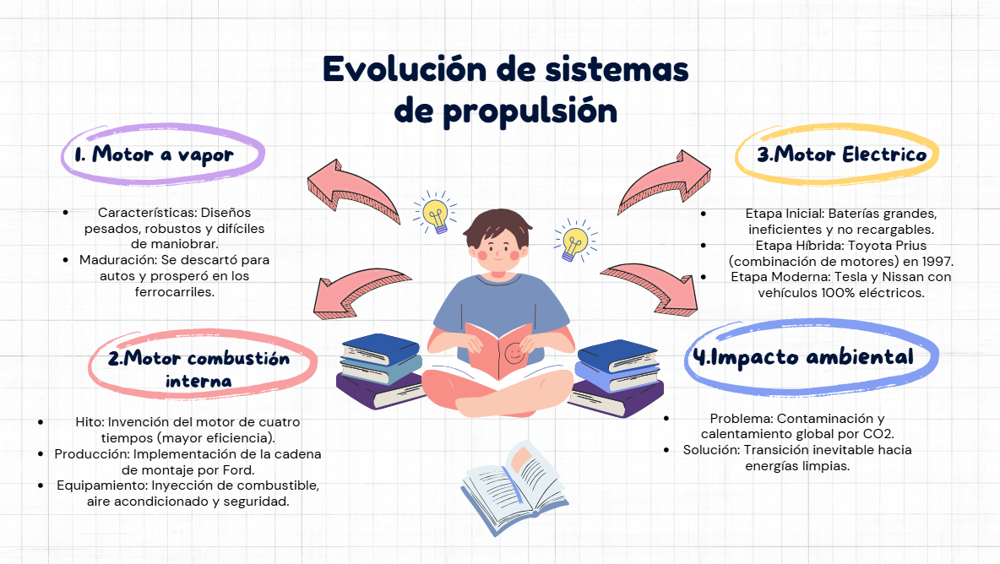 Evolución de sistemas
de propulsión
1. Motor a vapor
• Características: Diseños
pesados, robustos y difíciles
de maniobrar.
• Maduración: Se descartó para
autos y prosperó en los
ferrocarriles.
2.Motor combustión
interna
• Hito: Invención del motor de cuatro
tiempos (mayor eficiencia).
• Producción: Implementación de la cadena
de montaje por Ford.
• Equipamiento: Inyección de combustible,
aire acondicionado y seguridad.
3.Motor Electrico
• Etapa Inicial: Baterías grandes,
ineficientes y no recargables.
• Etapa Híbrida: Toyota Prius
(combinación de motores) en 1997.
• Etapa Moderna: Tesla y Nissan con
vehículos 100% eléctricos.
4.Impacto ambiental
• Problema: Contaminación y
calentamiento global por CO2.
• Solución: Transición inevitable hacia
energías limpias.